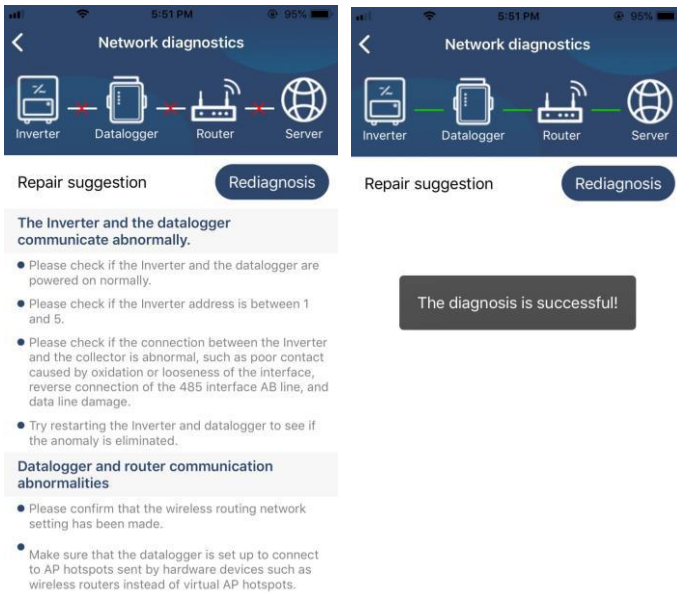 5:51 PM
95%
Network diagnostics
Inverter Datalogger Router Server
Repair suggestion Rediagnosis
The Inverter and the datalogger
communicate abnormally.
Please check if the Inverter and the datalogger are
powered on normally.
Please check if the Inverter address is between 1
and 5.
Please check if the connection between the Inverter
and the collector is abnormal, such as poor contact
caused by oxidation or looseness of the interface,
reverse connection of the 485 interface AB line, and
data line damage.
Try restarting the Inverter and datalogger to see if
the anomaly is eliminated.
Datalogger and router communication
abnormalities
Please confirm that the wireless routing network
setting has been made.
Make sure that the datalogger is set up to connect
to AP hotspots sent by hardware devices such as
wireless routers instead of virtual AP hotspots.
5:51 PM
95%
Network diagnostics
Inverter Datalogger Router Server
Repair suggestion Rediagnosis
The diagnosis is successful!